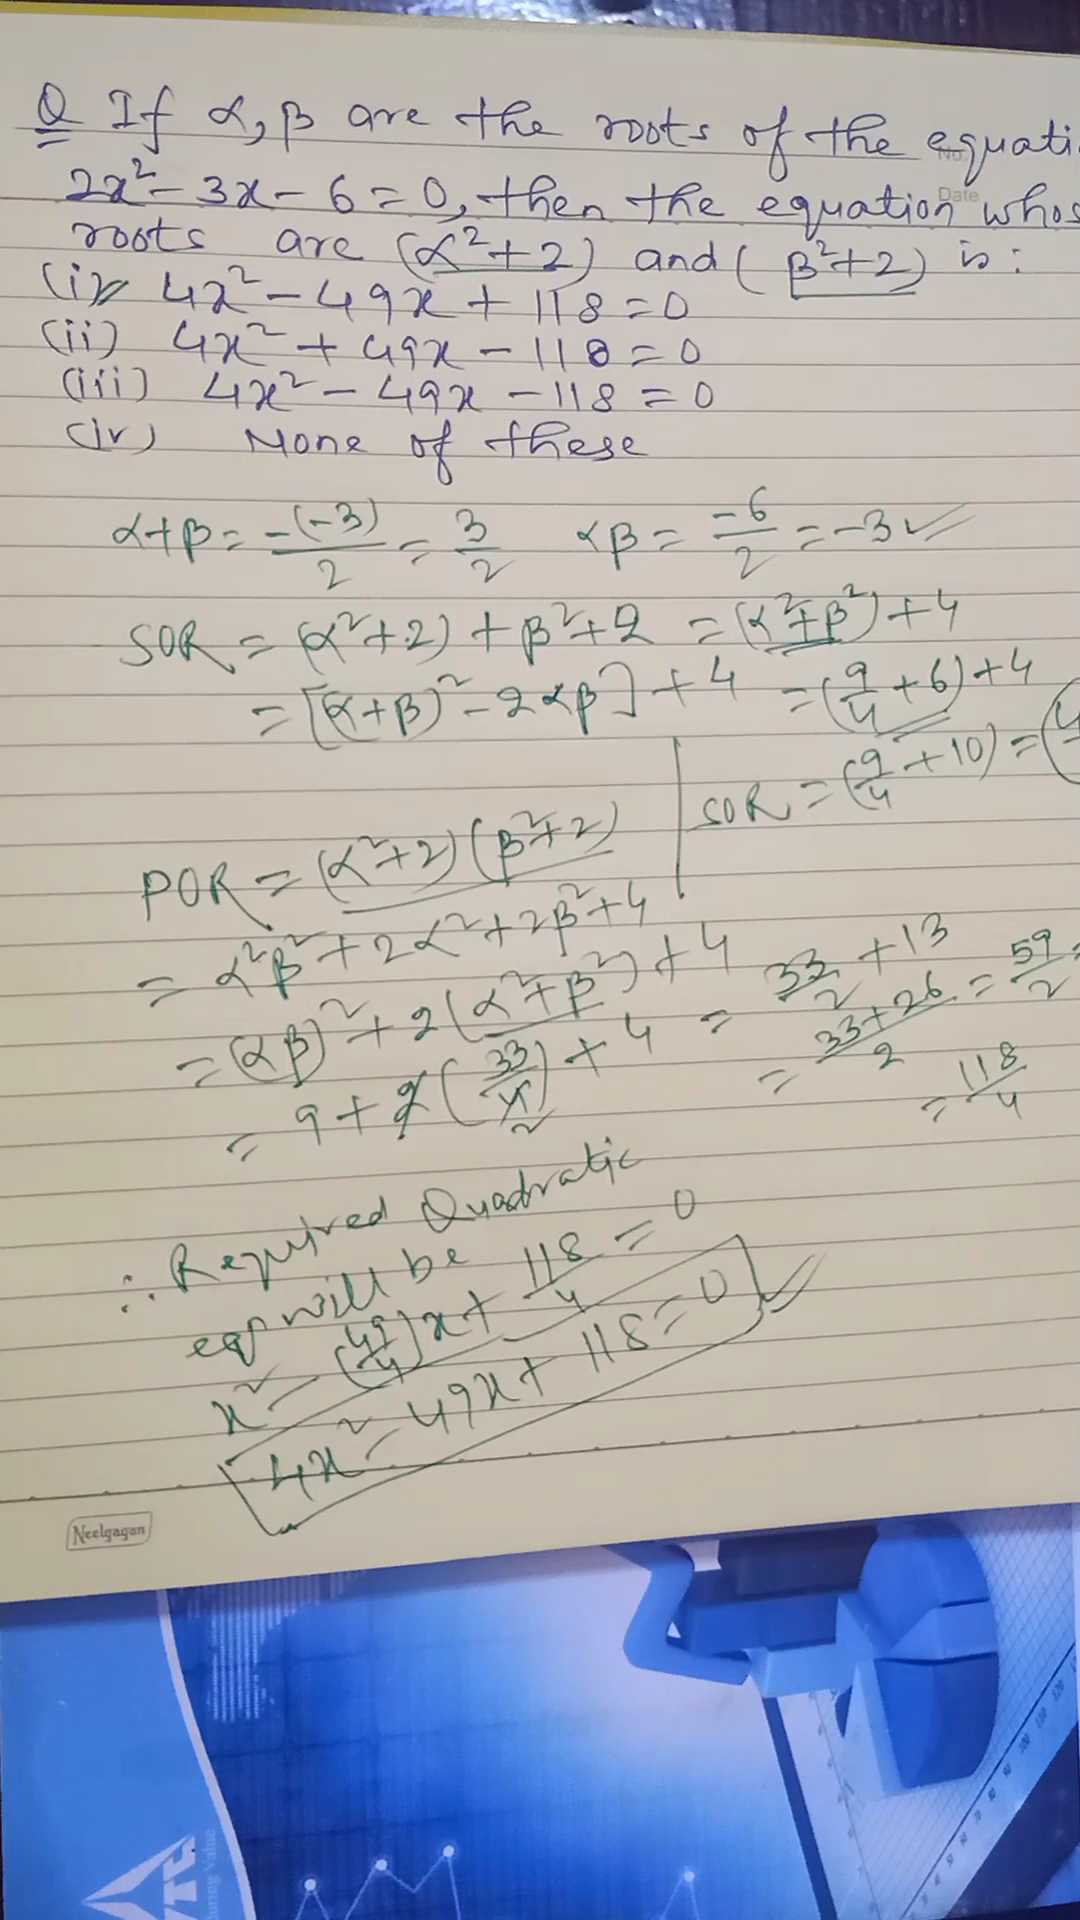 Q If α, β are the roots of the equati
No.
Date
2x² - 3x - 6 = 0, then the equation whos
roots are (α²+2) and (β²+2) is:
(i) 4x² - 49x + 118 = 0
(ii) 4x² + 49x - 118 = 0
(iii) 4x² - 49x - 118 = 0
(iv) None of these
α+β = -(-3)/2 = 3/2 αβ = -6/2 = -3 ✓
SOR = (α²+2) + β²+2 = (α²+β²) + 4
= [(α+β)² - 2αβ] + 4 = (9/4 + 6) + 4
SOR = (9/4 + 10) = (4
POR = (α²+2)(β²+2)
= α²β² + 2α² + 2β² + 4
= (αβ)² + 2(α²+β²) + 4 = 33/2 + 13
= 9 + 2(33/4) + 4
2
= 33+26/2 = 59/2 =
= 118/4
∴ Required Quadratic
eqn will be
x² - (49/4)x + 118/4 = 0
4x² - 49x + 118 = 0 ✓
Neelgagan